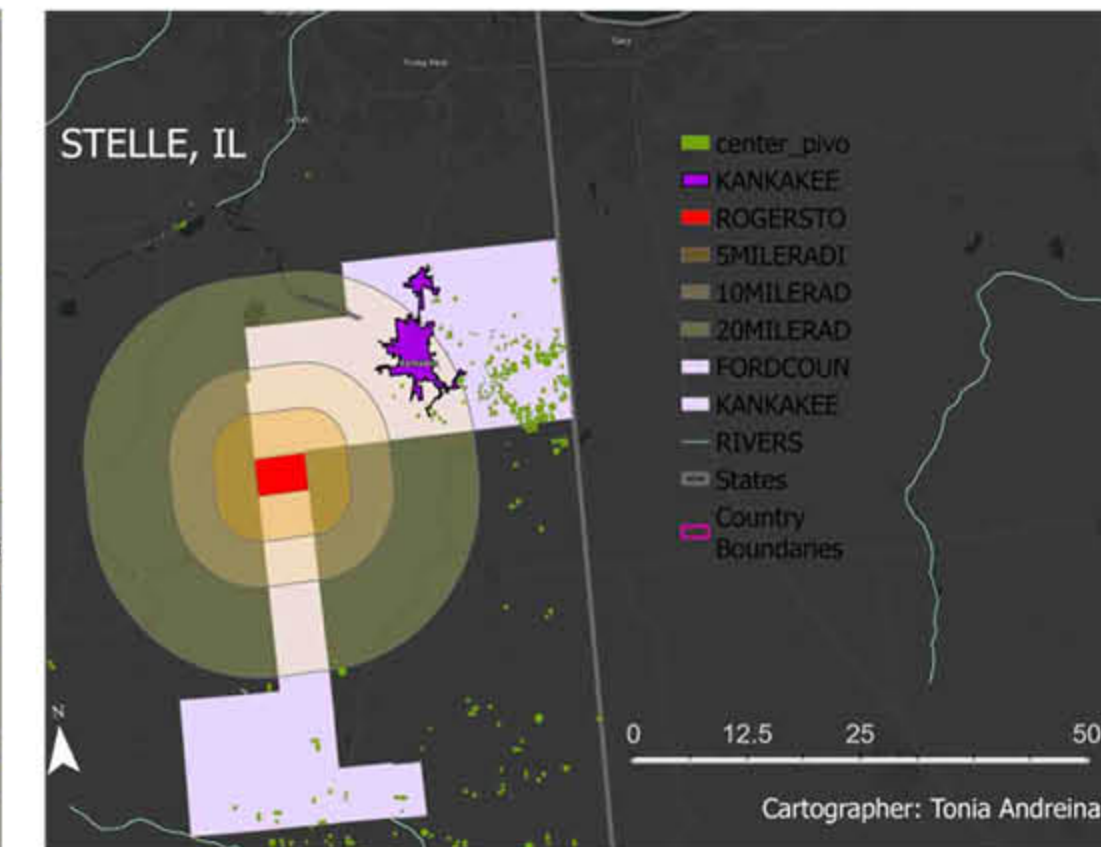 Gary
STELLE, IL
center_pivo
KANKAKEE
ROGERSTO
5MILERADI
10MILERAD
20MILERAD
FORDCOUN
KANKAKEE
RIVERS
States
Country
Boundaries
N
0 12.5 25 50
Cartographer: Tonia Andreina